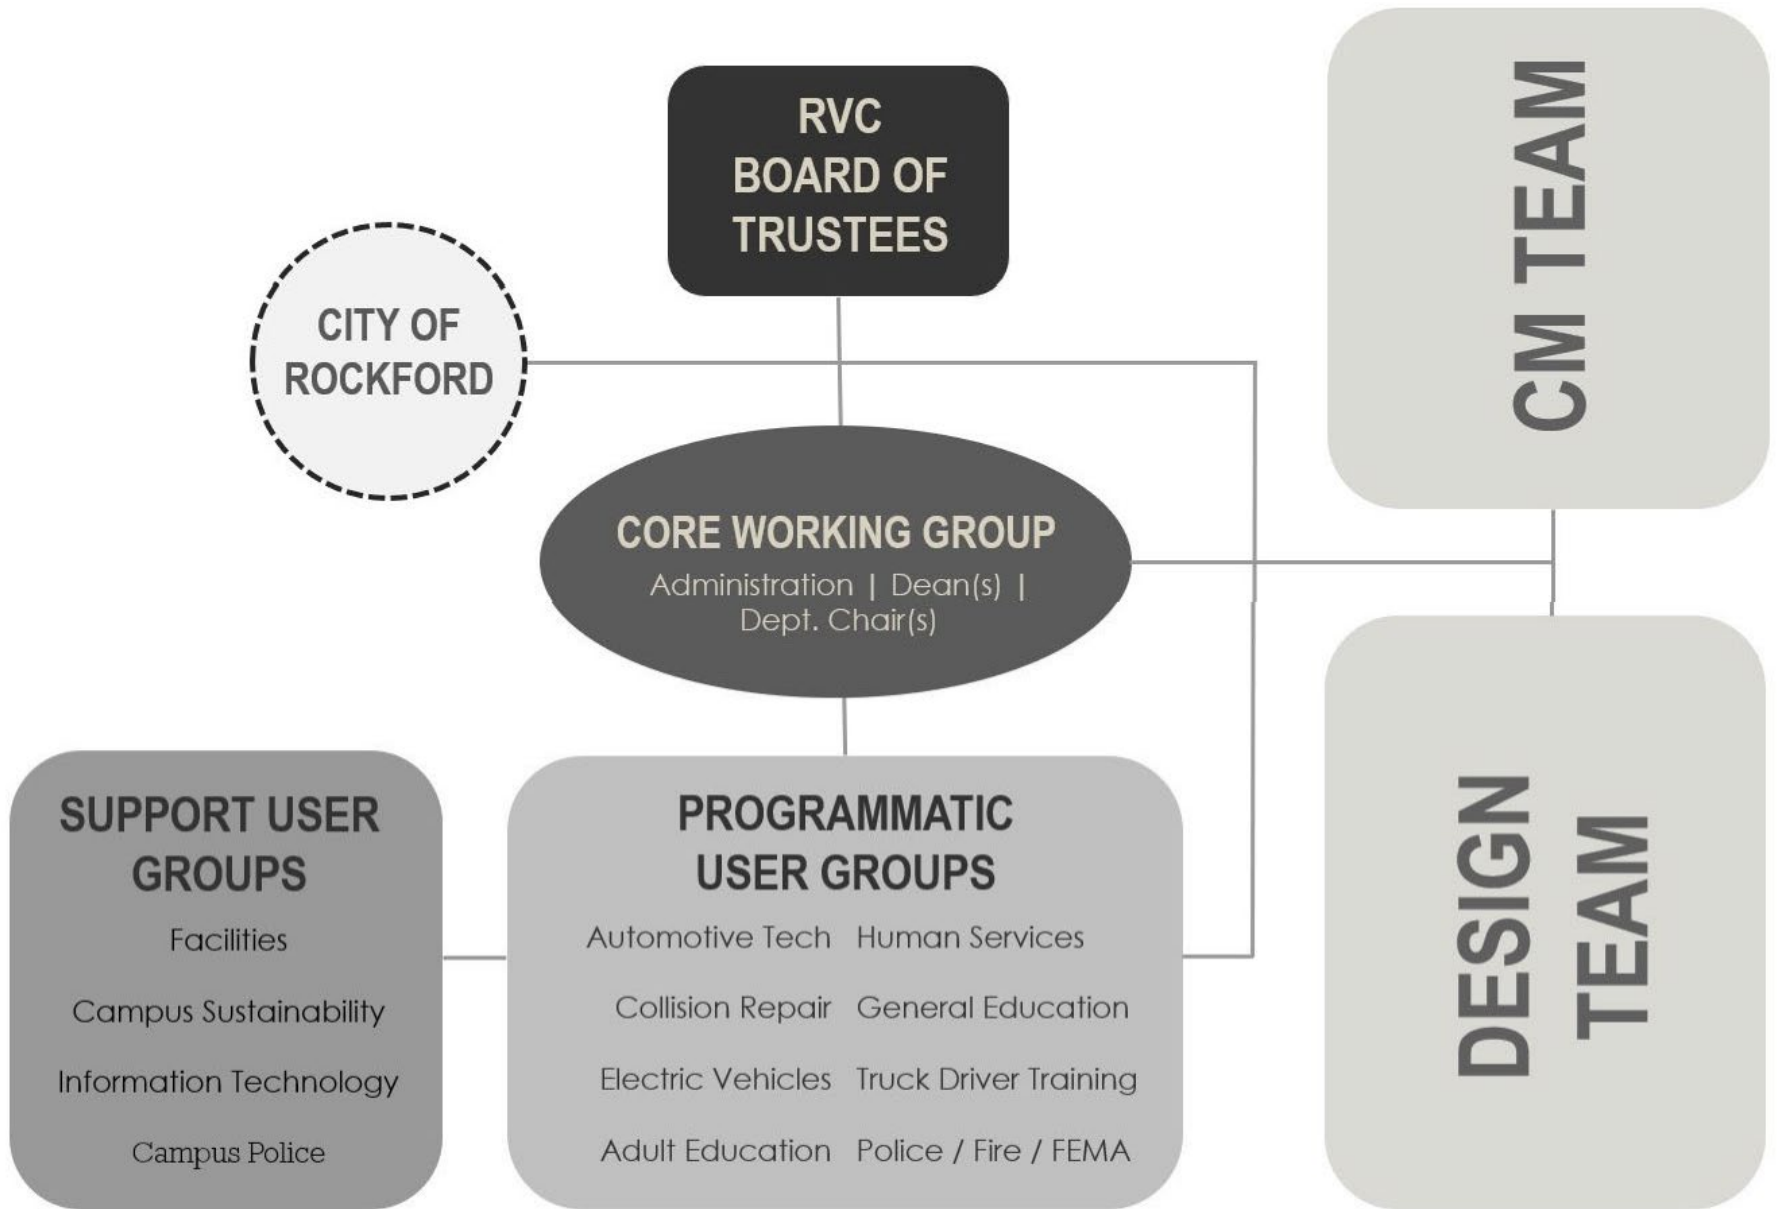 RVC
BOARD OF
TRUSTEES
CITY OF
ROCKFORD
CORE WORKING GROUP
Administration | Dean(s) |
Dept. Chair(s)
SUPPORT USER
GROUPS
Facilities
Campus Sustainability
Information Technology
Campus Police
PROGRAMMATIC
USER GROUPS
Automotive Tech Human Services
Collision Repair General Education
Electric Vehicles Truck Driver Training
Adult Education Police / Fire / FEMA
CM TEAM
DESIGN
TEAM